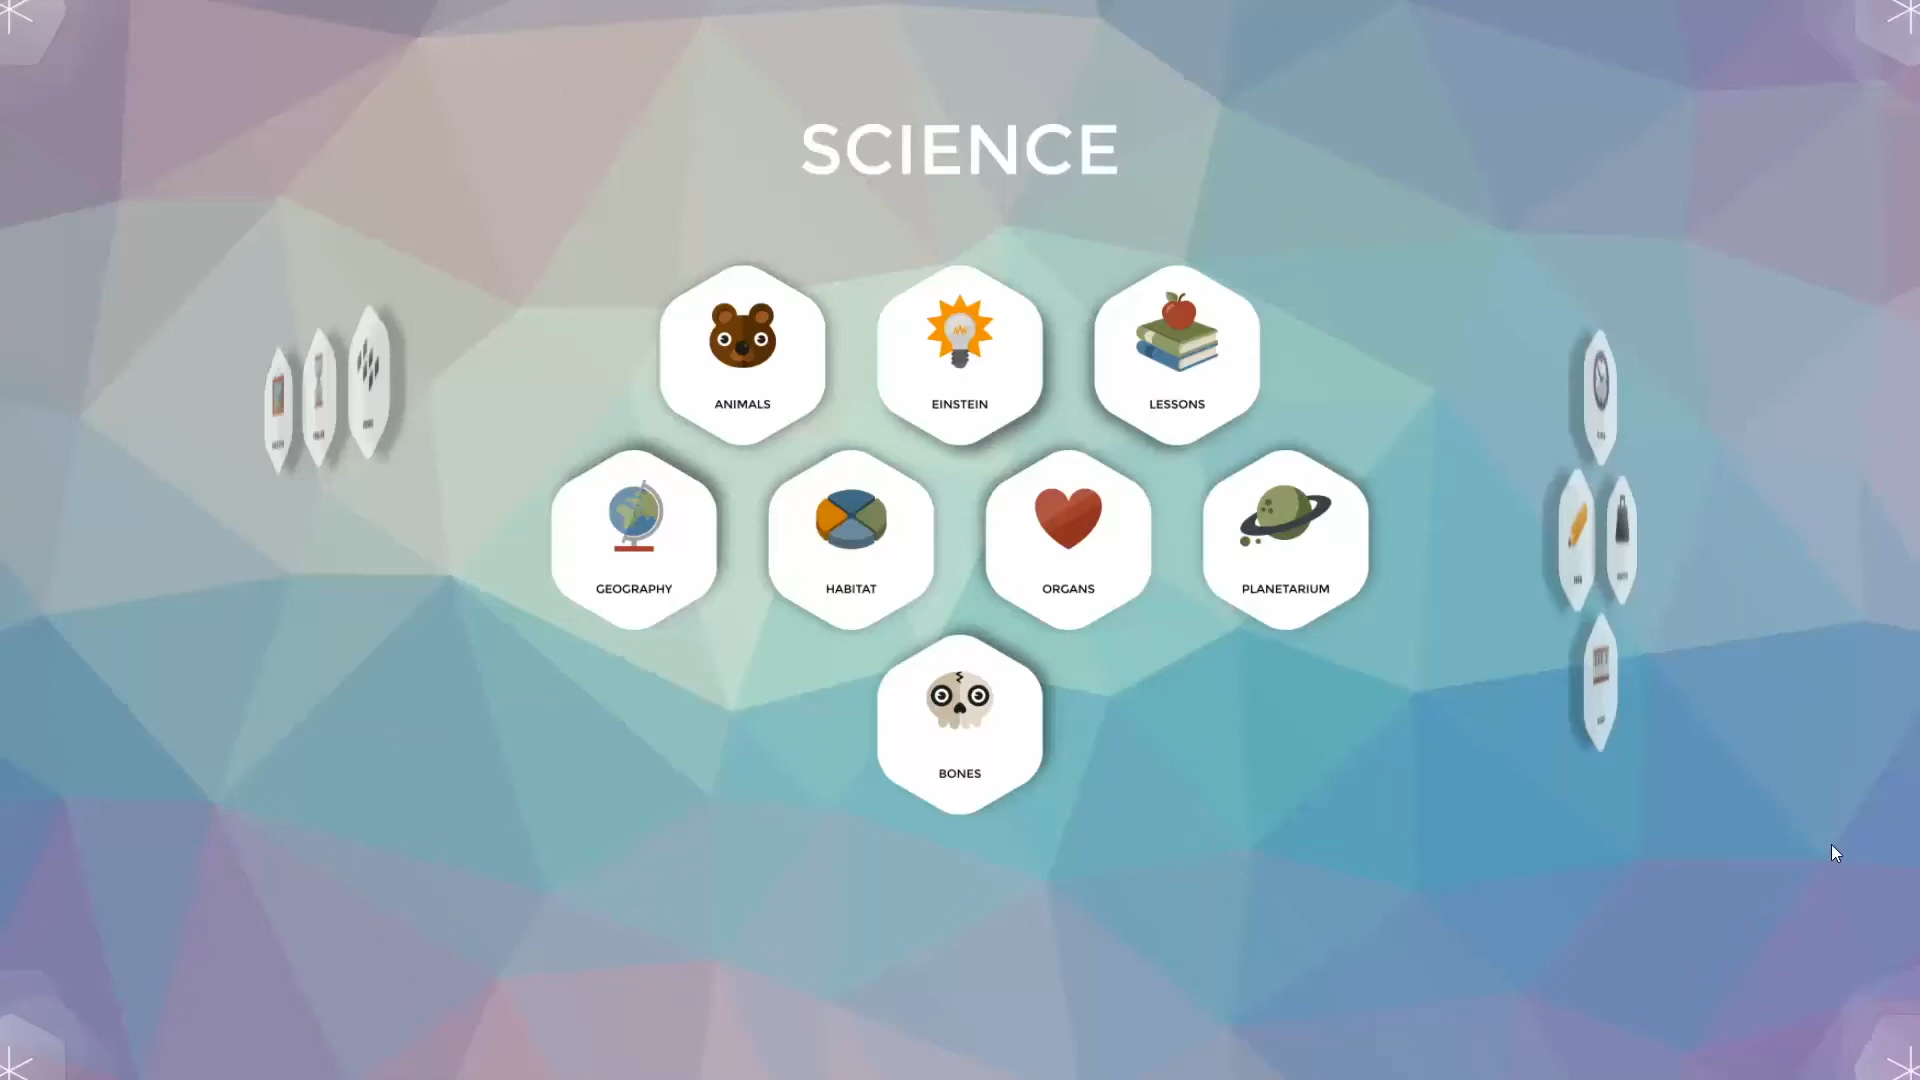 SCIENCE
ANIMALS
EINSTEIN
LESSONS
GEOGRAPHY
HABITAT
ORGANS
PLANETARIUM
BONES